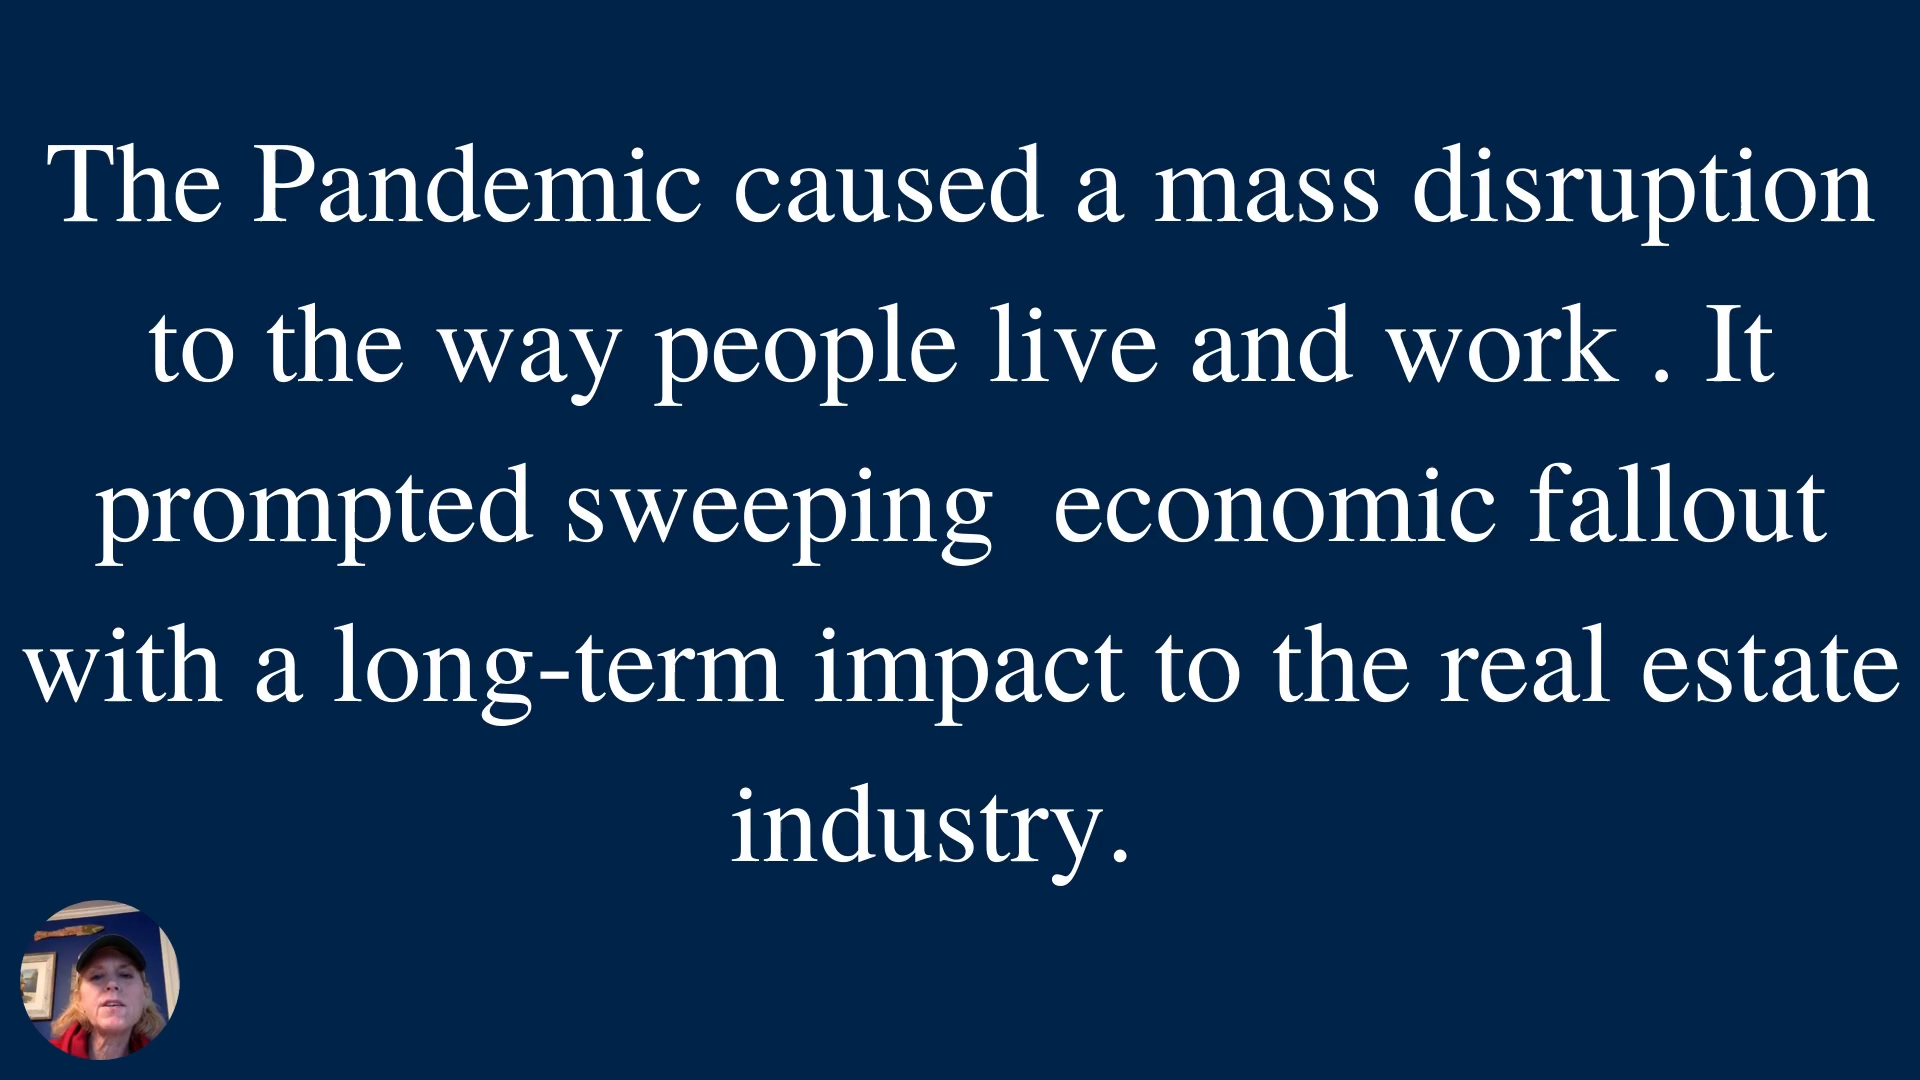 The Pandemic caused a mass disruption
to the way people live and work . It
prompted sweeping  economic fallout
with a long-term impact to the real estate
industry.